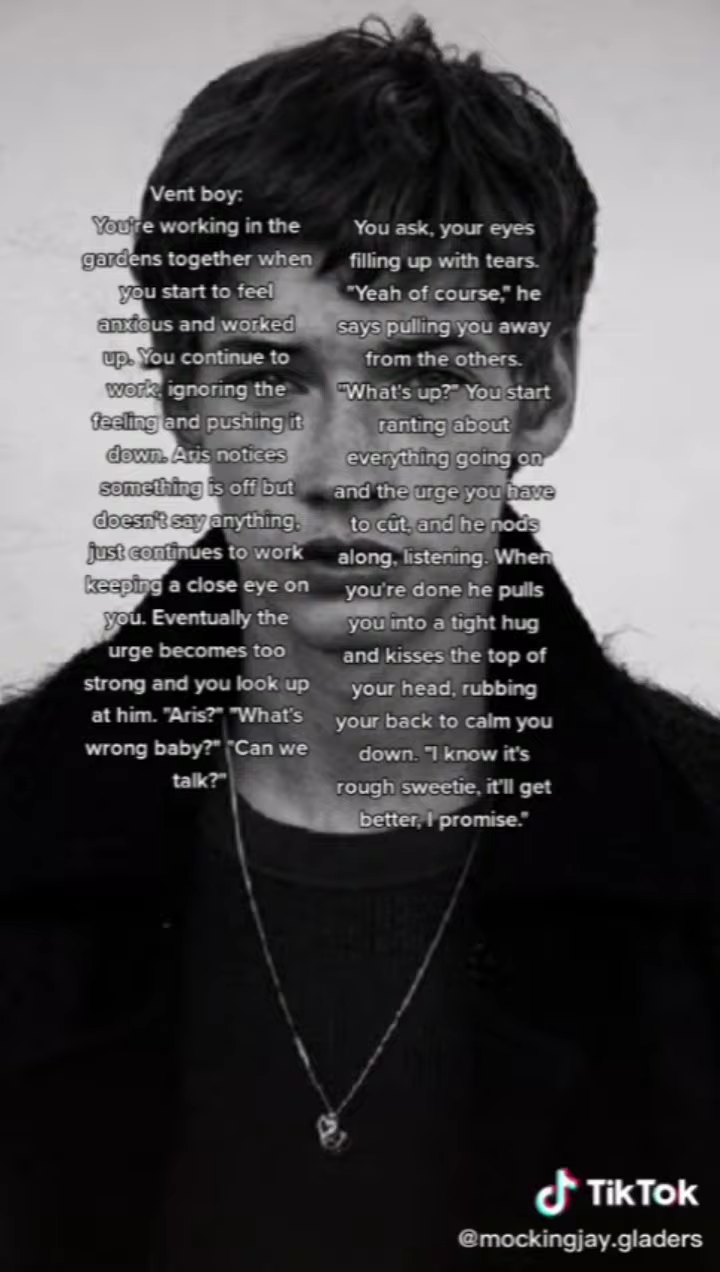 Vent boy:
You're working in the
gardens together when
you start to feel
anxious and worked
up. You continue to
work, ignoring the
feeling and pushing it
down. Aris notices
something is off but
doesn't say anything,
just continues to work
keeping a close eye on
you. Eventually the
urge becomes too
strong and you look up
at him. "Aris?" "What's
wrong baby?" "Can we
talk?"
You ask, your eyes
filling up with tears.
"Yeah of course," he
says pulling you away
from the others.
"What's up?" You start
ranting about
everything going on
and the urge you have
to cût, and he nods
along, listening. When
you're done he pulls
you into a tight hug
and kisses the top of
your head, rubbing
your back to calm you
down. "I know it's
rough sweetie, it'll get
better, I promise."
TikTok
@mockingjay.gladers